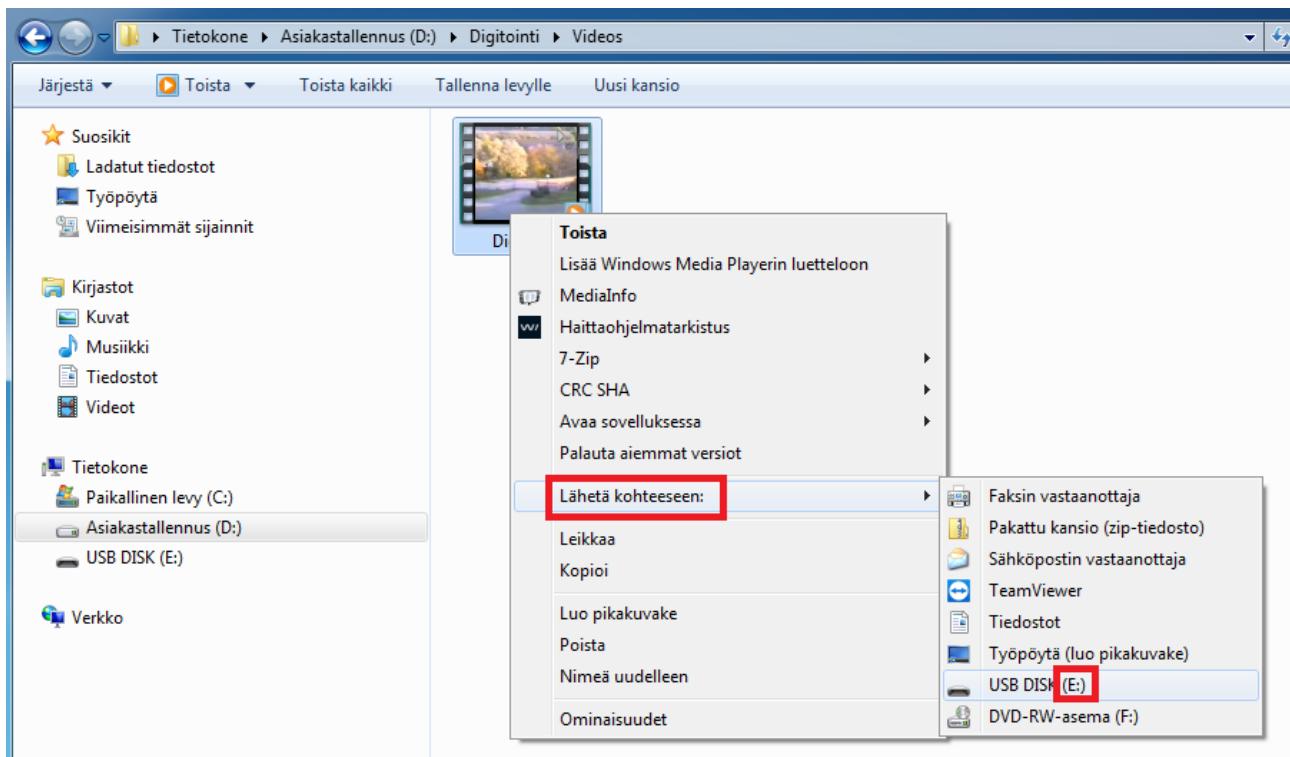 Tietokone Asiakastallennus (D:) Digitointi Videos
Järjestä Toista Toista kaikki Tallenna levylle Uusi kansio
Suosikit
Ladatut tiedostot
Työpöytä
Viimeisimmät sijainnit
Kirjastot
Kuvat
Musiikki
Tiedostot
Videot
Tietokone
Paikallinen levy (C:)
Asiakastallennus (D:)
USB DISK (E:)
Verkko
Di
Toista
Lisää Windows Media Playerin luetteloon
MediaInfo
Haittaohjelmatarkistus
7-Zip
CRC SHA
Avaa sovelluksessa
Palauta aiemmat versiot
Lähetä kohteeseen:
Leikkaa
Kopioi
Luo pikakuvake
Poista
Nimeä uudelleen
Ominaisuudet
Faksin vastaanottaja
Pakattu kansio (zip-tiedosto)
Sähköpostin vastaanottaja
TeamViewer
Tiedostot
Työpöytä (luo pikakuvake)
USB DISK (E:)
DVD-RW-asema (F:)